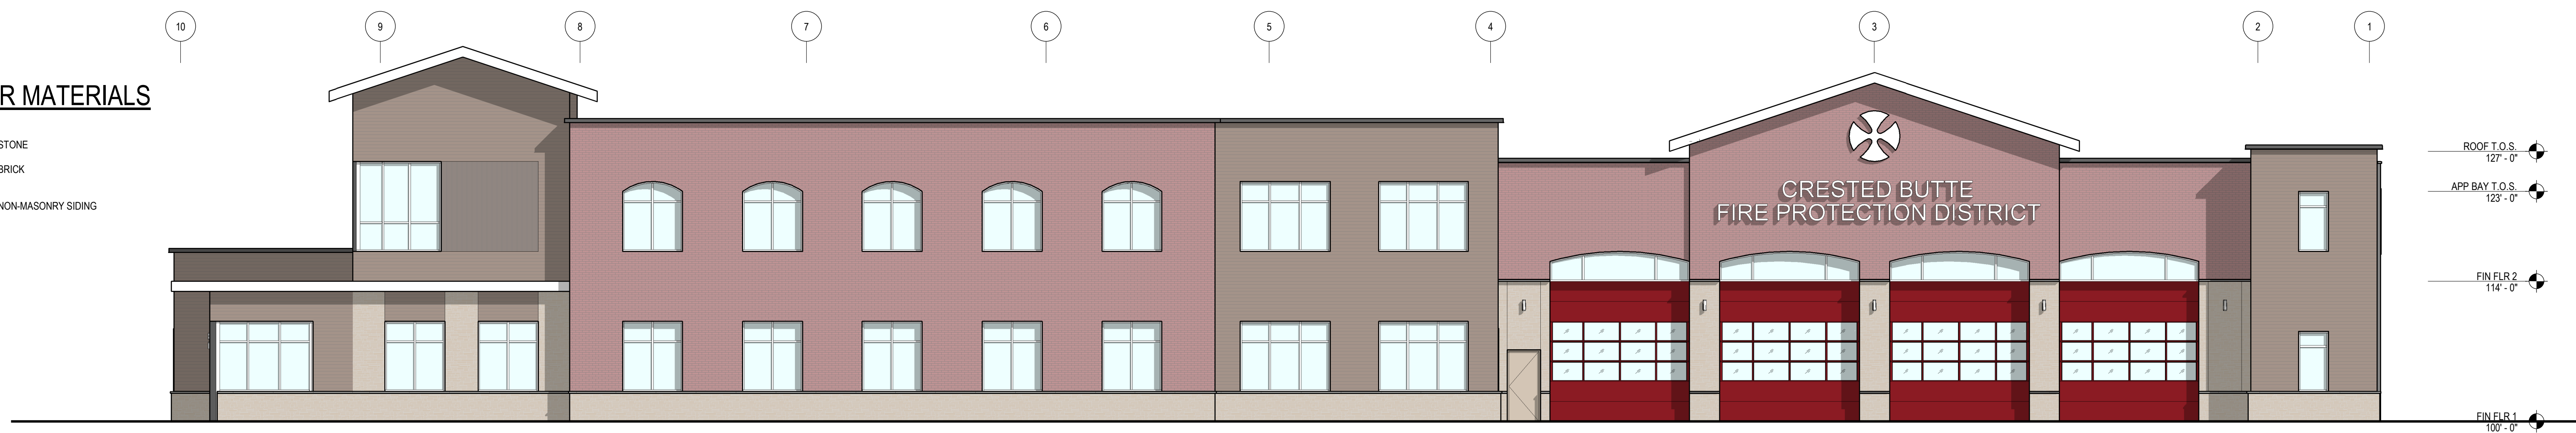 10 9 8 7 6 5 4 3 2 1
R MATERIALS
STONE
BRICK
NON-MASONRY SIDING
CRESTED BUTTE
FIRE PROTECTION DISTRICT
ROOF T.O.S.
127' - 0"
APP BAY T.O.S.
123' - 0"
FIN FLR 2
114' - 0"
FIN FLR 1
100' - 0"